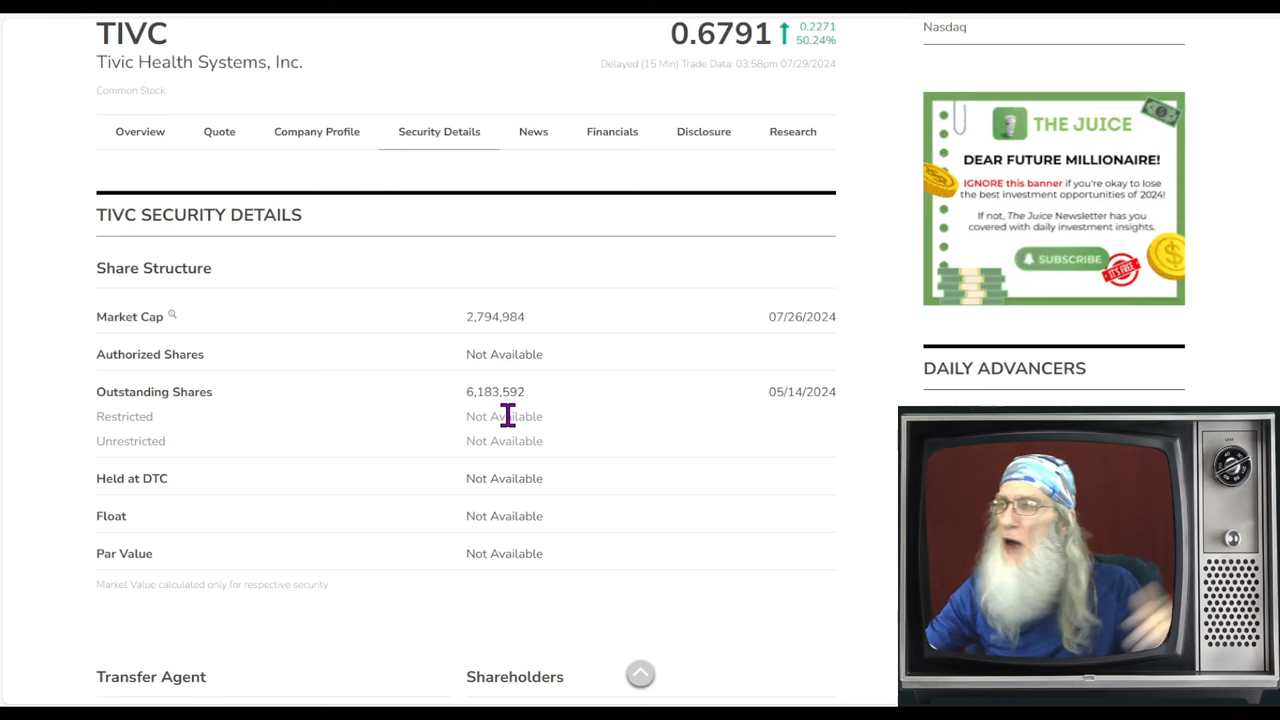 TIVC
Tivic Health Systems, Inc.
Common Stock
0.6791 0.2271
50.24%
Delayed (15 Min) Trade Data: 03:58pm 07/29/2024
Nasdaq
Overview Quote Company Profile Security Details News Financials Disclosure Research
TIVC SECURITY DETAILS
Share Structure
Market Cap 2,794,984 07/26/2024
Authorized Shares Not Available
Outstanding Shares 6,183,592 05/14/2024
Restricted Not Available
Unrestricted Not Available
Held at DTC Not Available
Float Not Available
Par Value Not Available
Market Value calculated only for respective security
Transfer Agent Shareholders
THE JUICE
DEAR FUTURE MILLIONAIRE!
IGNORE this banner if you're okay to lose
the best investment opportunities of 2024!
If not, The Juice Newsletter has you
covered with daily investment insights.
SUBSCRIBE
IT'S FREE
DAILY ADVANCERS